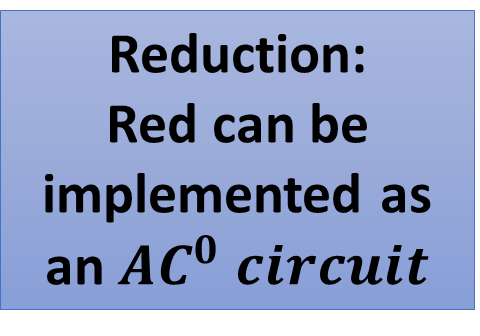 Reduction:
Red can be
implemented as
an AC⁰ circuit